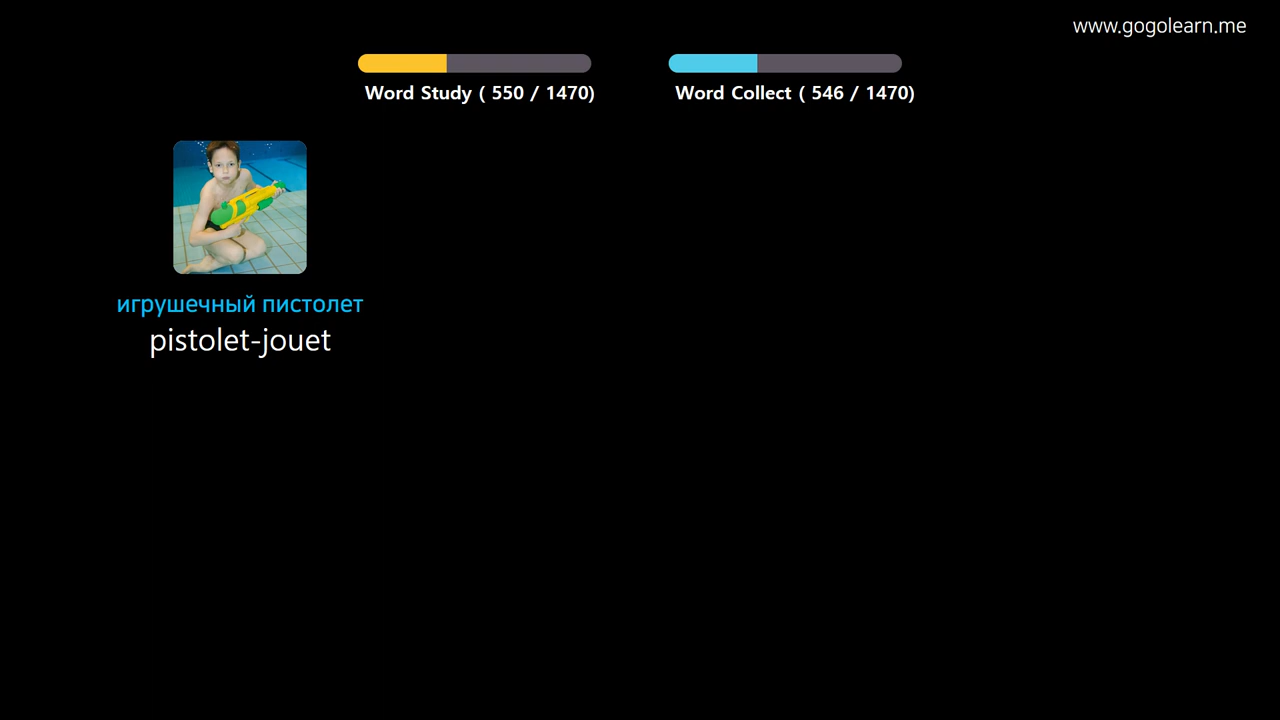 www.gogolearn.me
Word Study ( 550 / 1470)
Word Collect ( 546 / 1470)
игрушечный пистолет
pistolet-jouet